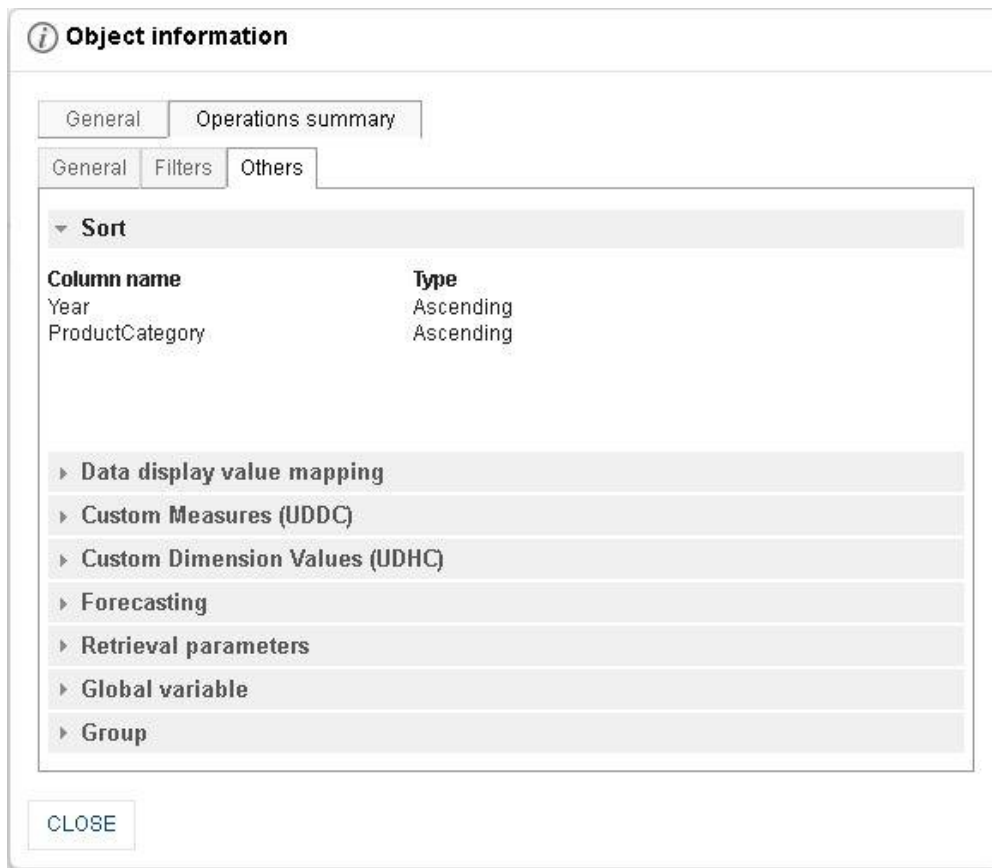 Object information
General Operations summary
General Filters Others
Sort
Column name Type
Year Ascending
ProductCategory Ascending
Data display value mapping
Custom Measures (UDDC)
Custom Dimension Values (UDHC)
Forecasting
Retrieval parameters
Global variable
Group
CLOSE